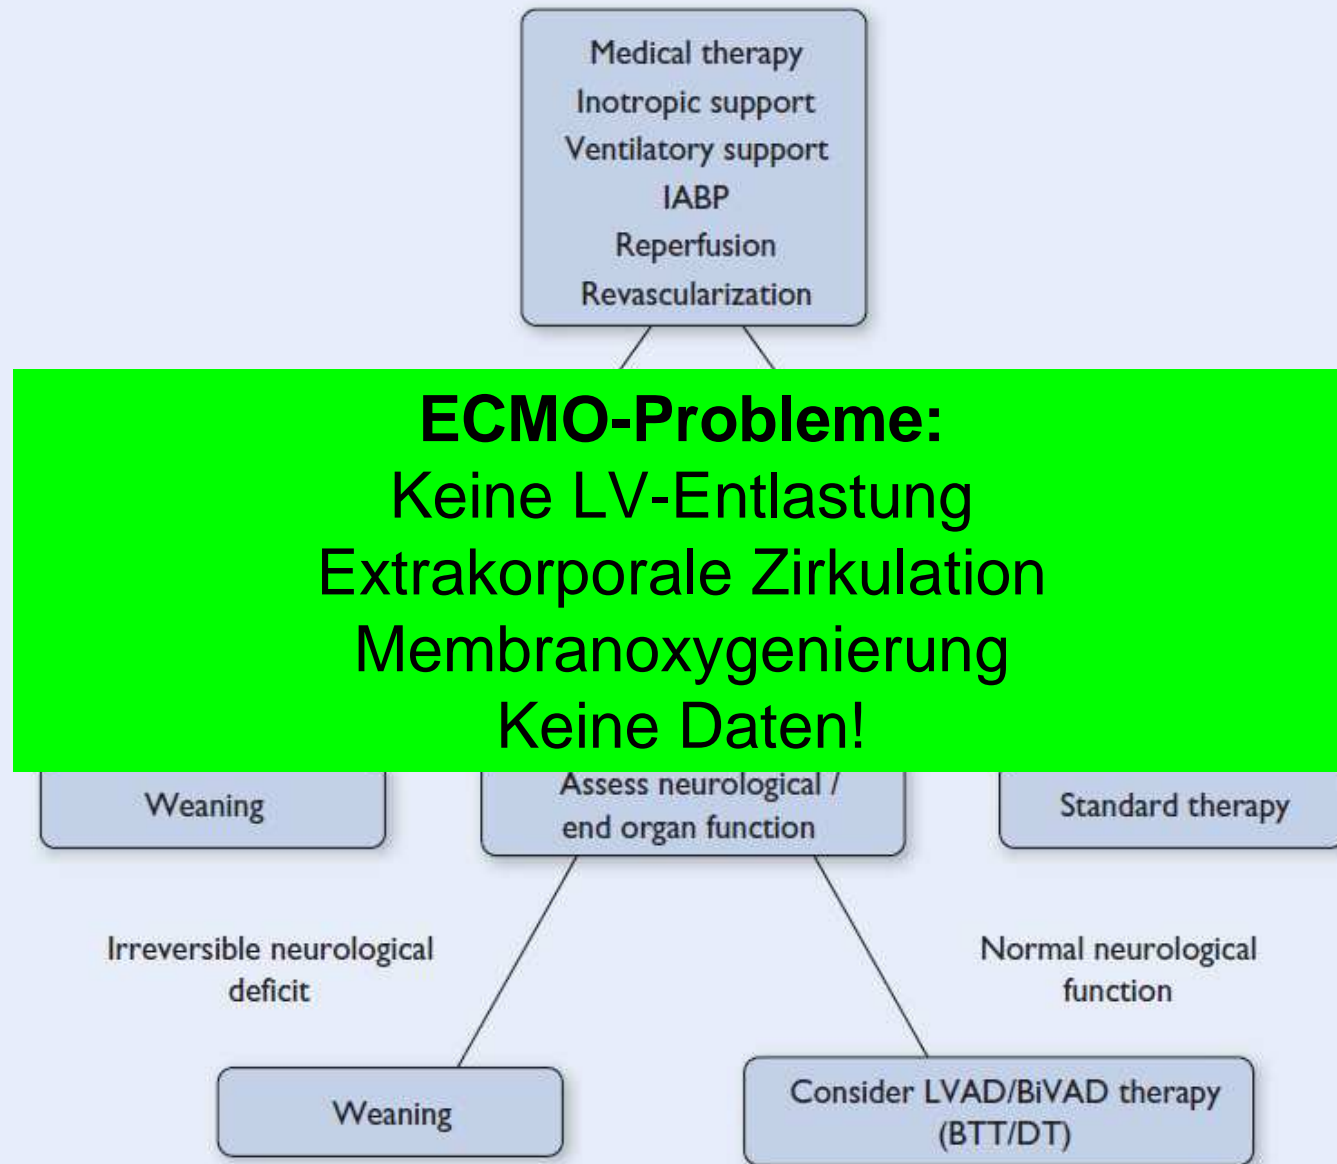 Medical therapy
Inotropic support
Ventilatory support
IABP
Reperfusion
Revascularization
ECMO-Probleme:
Keine LV-Entlastung
Extrakorporale Zirkulation
Membranoxygenierung
Keine Daten!
Weaning
Assess neurological /
end organ function
Standard therapy
Irreversible neurological
deficit
Normal neurological
function
Weaning
Consider LVAD/BiVAD therapy
(BTT/DT)